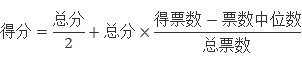 得分 = 总分/2 + 总分 × 得票数 − 票数中位数/总票数